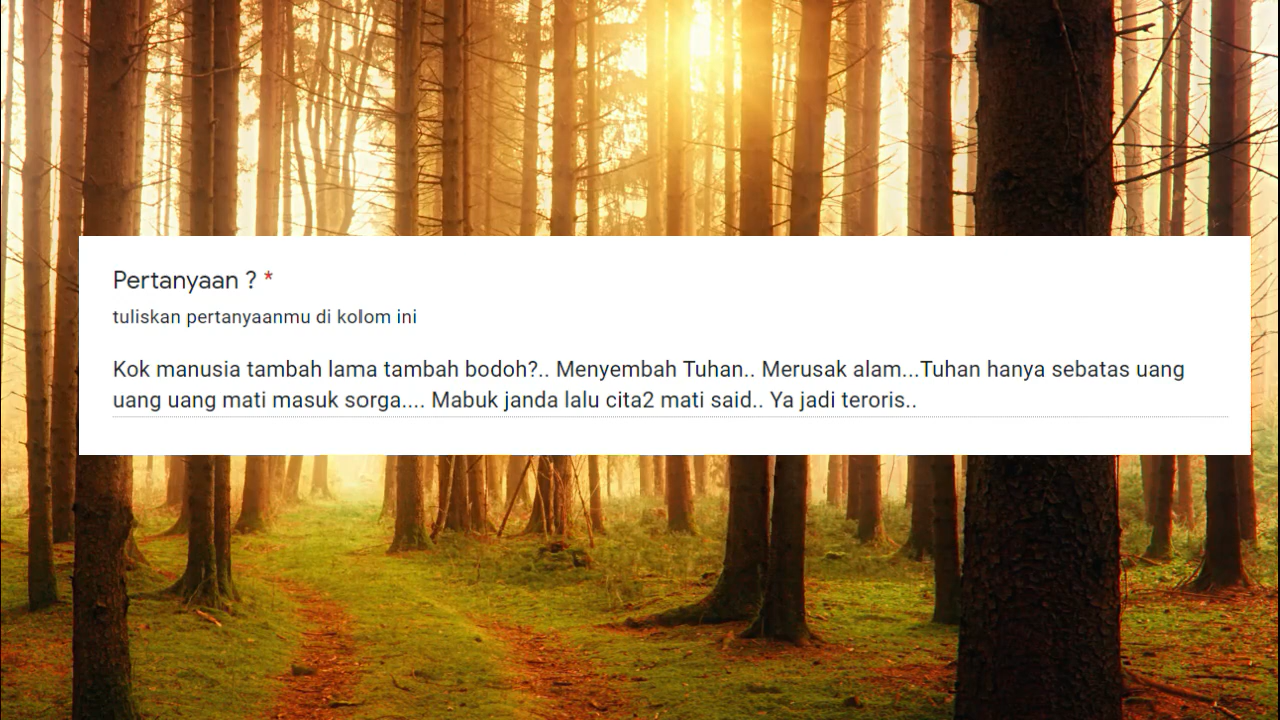 Pertanyaan ? *
tuliskan pertanyaanmu di kolom ini
Kok manusia tambah lama tambah bodoh?.. Menyembah Tuhan.. Merusak alam...Tuhan hanya sebatas uang
uang uang mati masuk sorga.... Mabuk janda lalu cita2 mati said.. Ya jadi teroris..